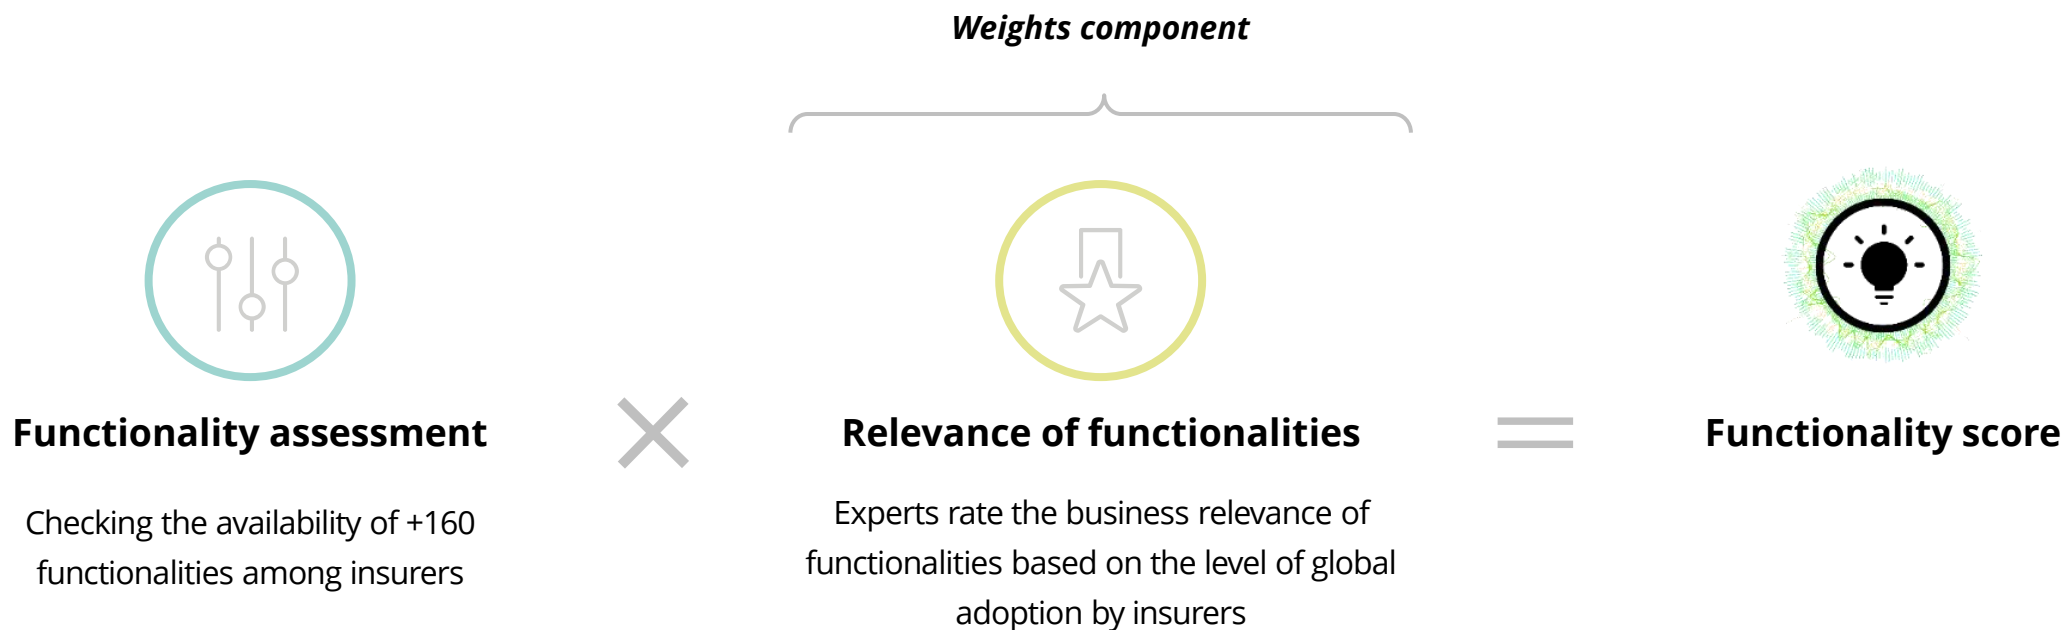 Weights component
Functionality assessment
Checking the availability of +160
functionalities among insurers
Relevance of functionalities
Experts rate the business relevance of
functionalities based on the level of global
adoption by insurers
Functionality score